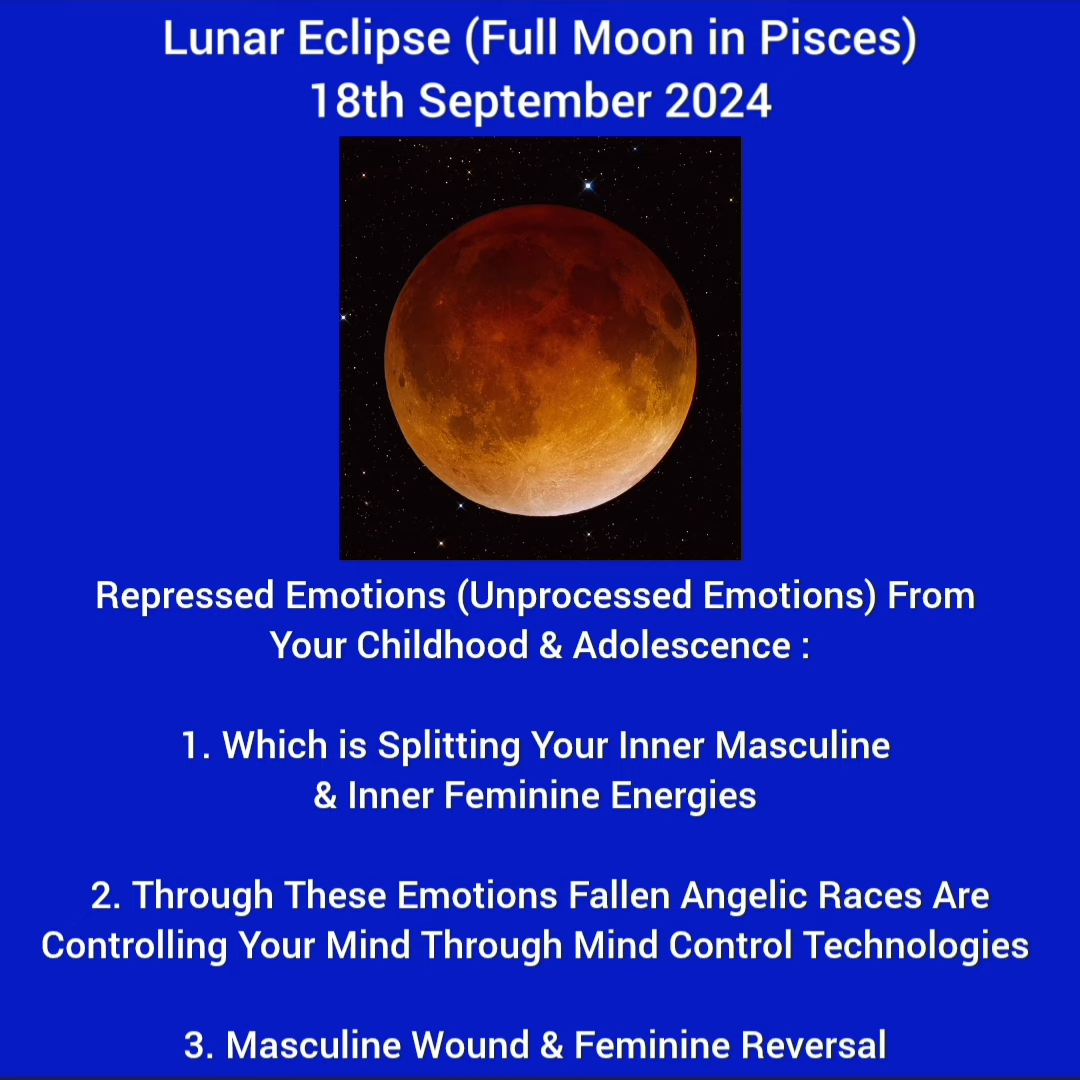 Lunar Eclipse (Full Moon in Pisces)
18th September 2024
Repressed Emotions (Unprocessed Emotions) From
Your Childhood & Adolescence :
1. Which is Splitting Your Inner Masculine
& Inner Feminine Energies
2. Through These Emotions Fallen Angelic Races Are
Controlling Your Mind Through Mind Control Technologies
3. Masculine Wound & Feminine Reversal